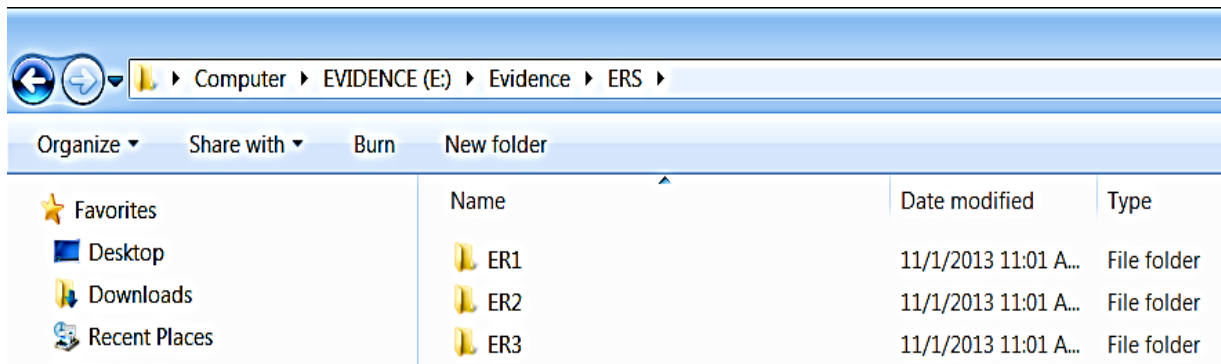 Computer EVIDENCE (E:) Evidence ERS
Organize Share with Burn New folder
Favorites
Desktop
Downloads
Recent Places
Name Date modified Type
ER1 11/1/2013 11:01 A... File folder
ER2 11/1/2013 11:01 A... File folder
ER3 11/1/2013 11:01 A... File folder